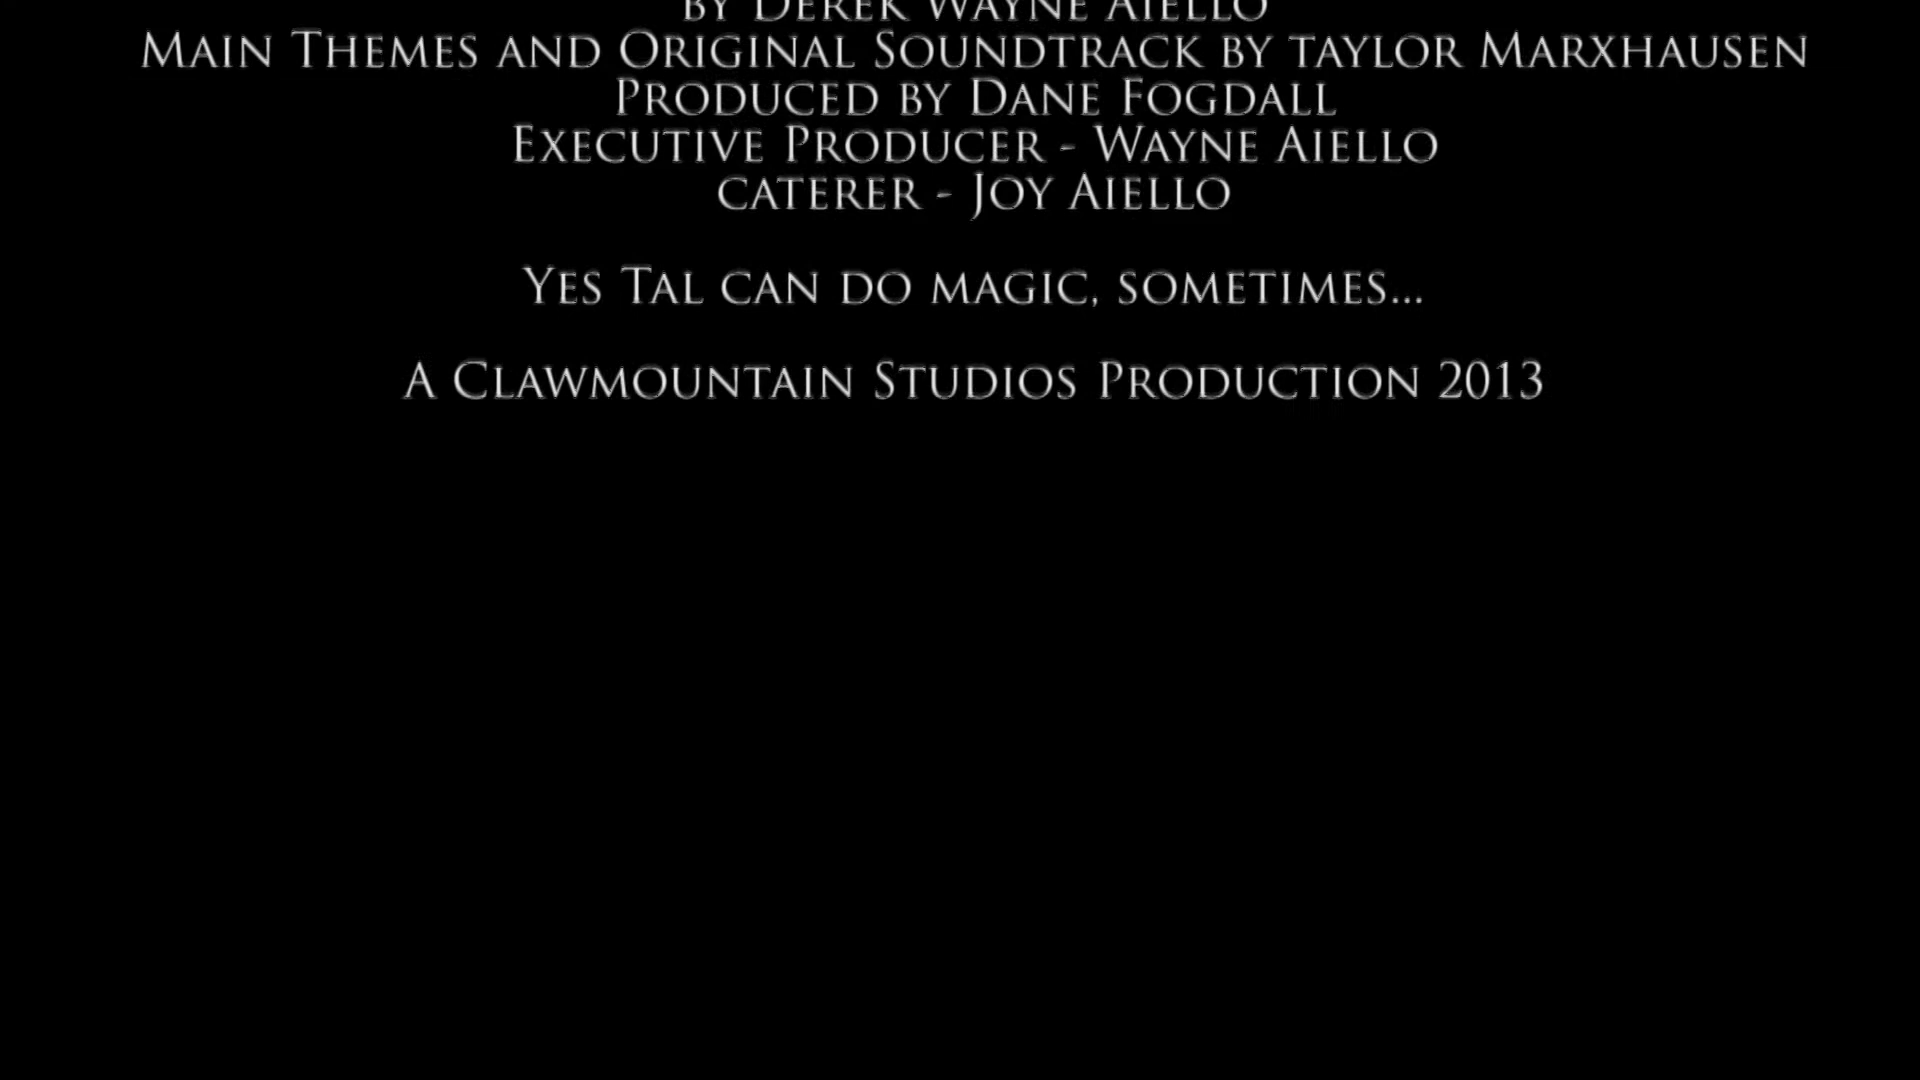 by Derek Wayne Aiello
Main Themes and Original Soundtrack by taylor Marxhausen
Produced by Dane Fogdall
Executive Producer - Wayne Aiello
caterer - Joy Aiello
Yes Tal can do magic, sometimes...
A Clawmountain Studios Production 2013